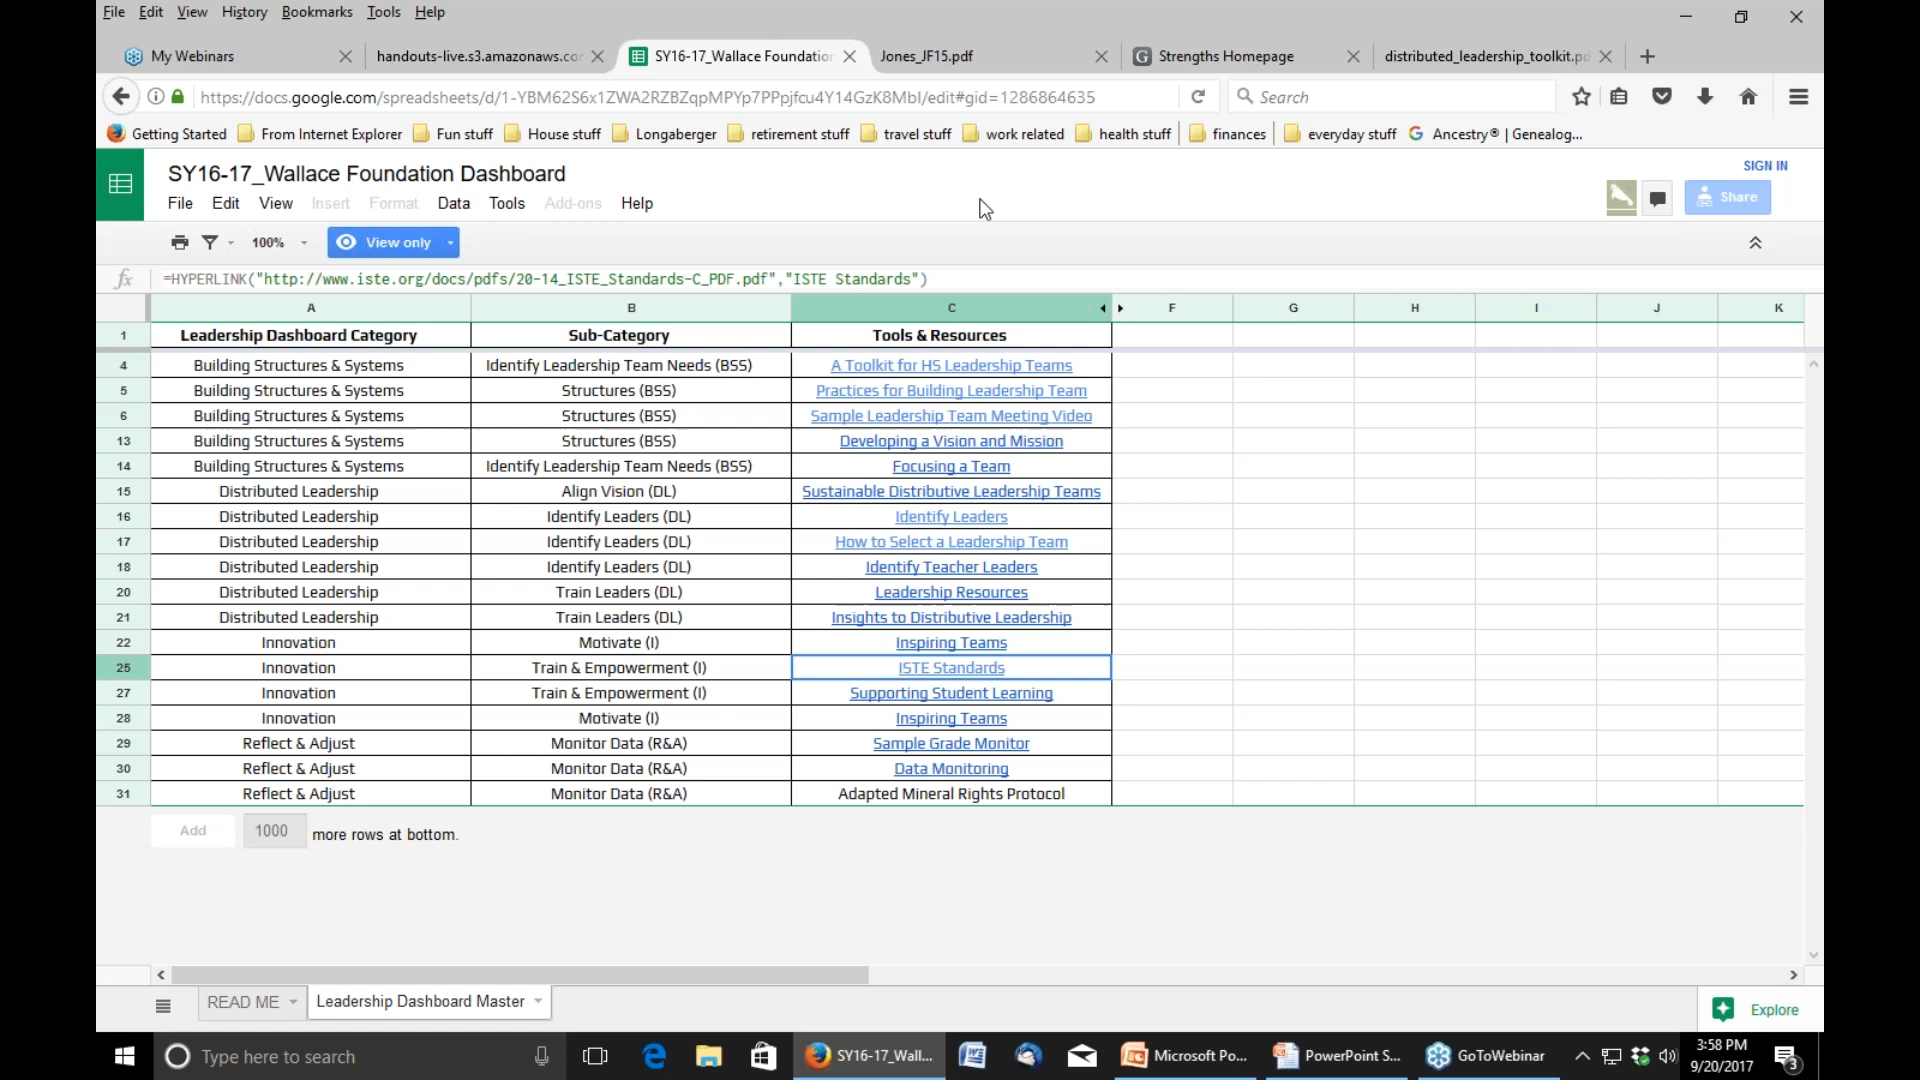 File Edit View History Bookmarks Tools Help
My Webinars
handouts-live.s3.amazonaws.co
SY16-17_Wallace Foundation
Jones_JF15.pdf
Strengths Homepage
distributed_leadership_toolkit.pd
https://docs.google.com/spreadsheets/d/1-YBM62S6x1ZWA2RZBZqpMPYp7PPpjfcu4Y14GzK8MbI/edit#gid=1286864635
Search
Getting Started From Internet Explorer Fun stuff House stuff Longaberger retirement stuff travel stuff work related health stuff finances everyday stuff Ancestry® | Genealog...
SIGN IN
SY16-17_Wallace Foundation Dashboard
File Edit View Insert Format Data Tools Add-ons Help
Share
100% View only
fx =HYPERLINK("http://www.iste.org/docs/pdfs/20-14_ISTE_Standards-C_PDF.pdf","ISTE Standards")
A B C F G H I J K
1 Leadership Dashboard Category Sub-Category Tools & Resources
4 Building Structures & Systems Identify Leadership Team Needs (BSS) A Toolkit for HS Leadership Teams
5 Building Structures & Systems Structures (BSS) Practices for Building Leadership Team
6 Building Structures & Systems Structures (BSS) Sample Leadership Team Meeting Video
13 Building Structures & Systems Structures (BSS) Developing a Vision and Mission
14 Building Structures & Systems Identify Leadership Team Needs (BSS) Focusing a Team
15 Distributed Leadership Align Vision (DL) Sustainable Distributive Leadership Teams
16 Distributed Leadership Identify Leaders (DL) Identify Leaders
17 Distributed Leadership Identify Leaders (DL) How to Select a Leadership Team
18 Distributed Leadership Identify Leaders (DL) Identify Teacher Leaders
20 Distributed Leadership Train Leaders (DL) Leadership Resources
21 Distributed Leadership Train Leaders (DL) Insights to Distributive Leadership
22 Innovation Motivate (I) Inspiring Teams
25 Innovation Train & Empowerment (I) ISTE Standards
27 Innovation Train & Empowerment (I) Supporting Student Learning
28 Innovation Motivate (I) Inspiring Teams
29 Reflect & Adjust Monitor Data (R&A) Sample Grade Monitor
30 Reflect & Adjust Monitor Data (R&A) Data Monitoring
31 Reflect & Adjust Monitor Data (R&A) Adapted Mineral Rights Protocol
Add 1000 more rows at bottom.
READ ME Leadership Dashboard Master
Explore
Type here to search
SY16-17_Wall...
Microsoft Po...
PowerPoint S...
GoToWebinar
3:58 PM
9/20/2017
3